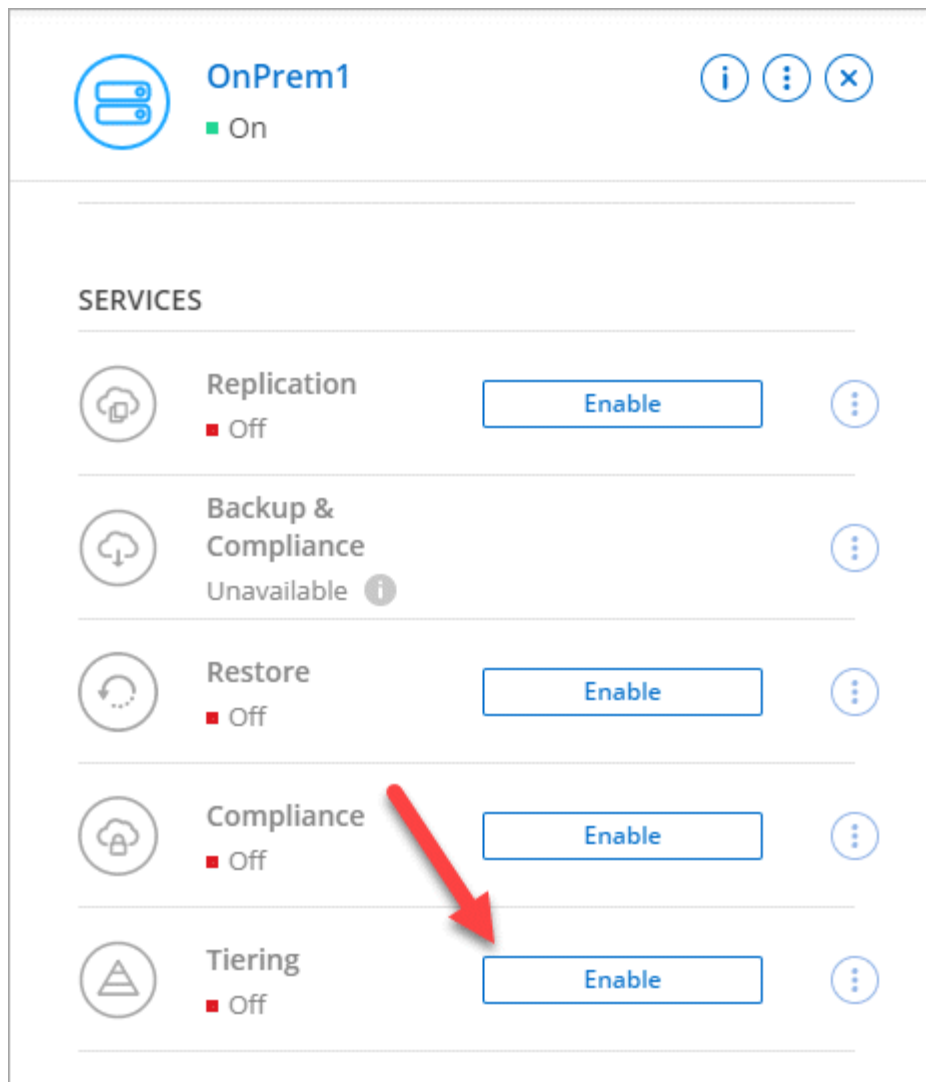 OnPrem1
On
SERVICES
Replication
Off
Enable
Backup &
Compliance
Unavailable
Restore
Off
Enable
Compliance
Off
Enable
Tiering
Off
Enable